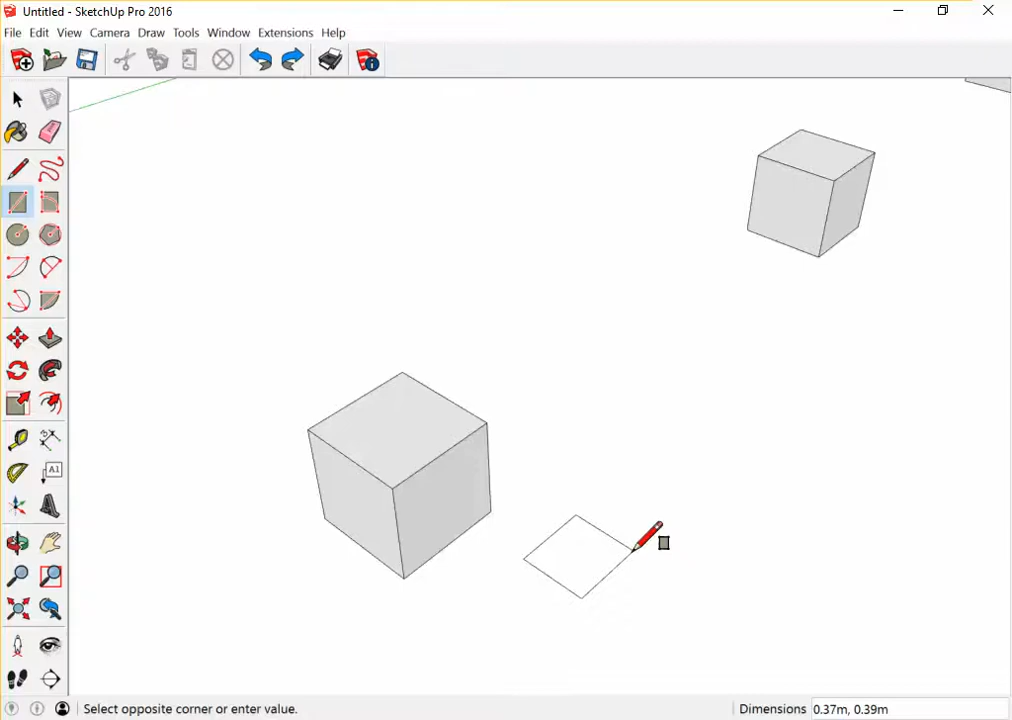 Untitled - SketchUp Pro 2016
File Edit View Camera Draw Tools Window Extensions Help
A1
Select opposite corner or enter value.
Dimensions 0.37m, 0.39m